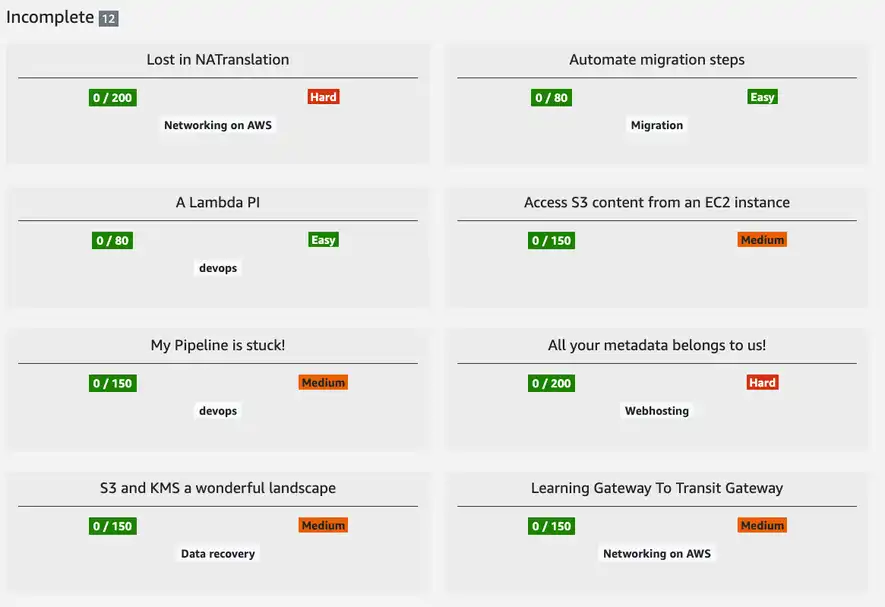 Incomplete 12
Lost in NATranslation
0 / 200 Hard
Networking on AWS
Automate migration steps
0 / 80 Easy
Migration
A Lambda PI
0 / 80 Easy
devops
Access S3 content from an EC2 instance
0 / 150 Medium
My Pipeline is stuck!
0 / 150 Medium
devops
All your metadata belongs to us!
0 / 200 Hard
Webhosting
S3 and KMS a wonderful landscape
0 / 150 Medium
Data recovery
Learning Gateway To Transit Gateway
0 / 150 Medium
Networking on AWS